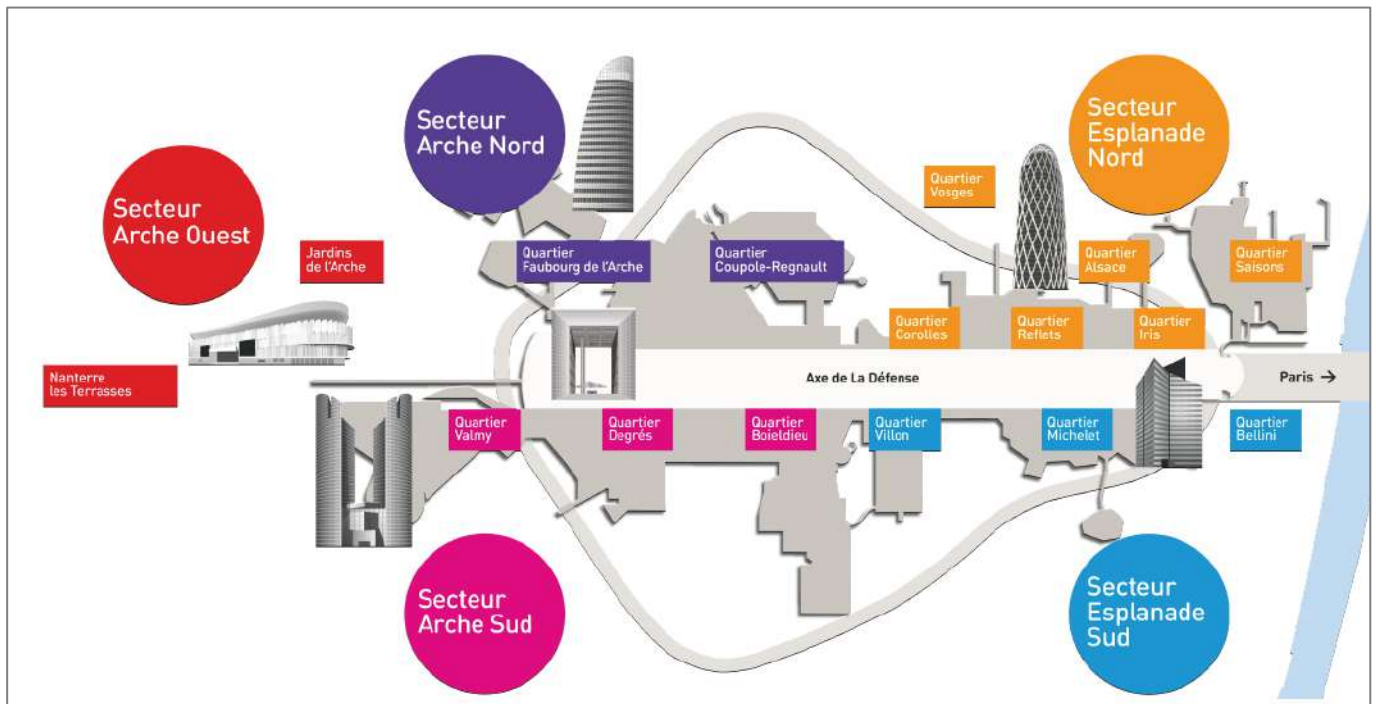 Secteur
Arche Nord
Secteur
Esplanade
Nord
Secteur
Arche Ouest
Quartier
Vosges
Jardins
de l'Arche
Quartier
Faubourg de l'Arche
Quartier
Coupole-Regnault
Quartier
Alsace
Quartier
Saisons
Quartier
Corolles
Quartier
Reflets
Quartier
Iris
Nanterre
les Terrasses
Axe de La Défense
Paris →
Quartier
Valmy
Quartier
Degrés
Quartier
Boieldieu
Quartier
Villon
Quartier
Michelet
Quartier
Bellini
Secteur
Arche Sud
Secteur
Esplanade
Sud